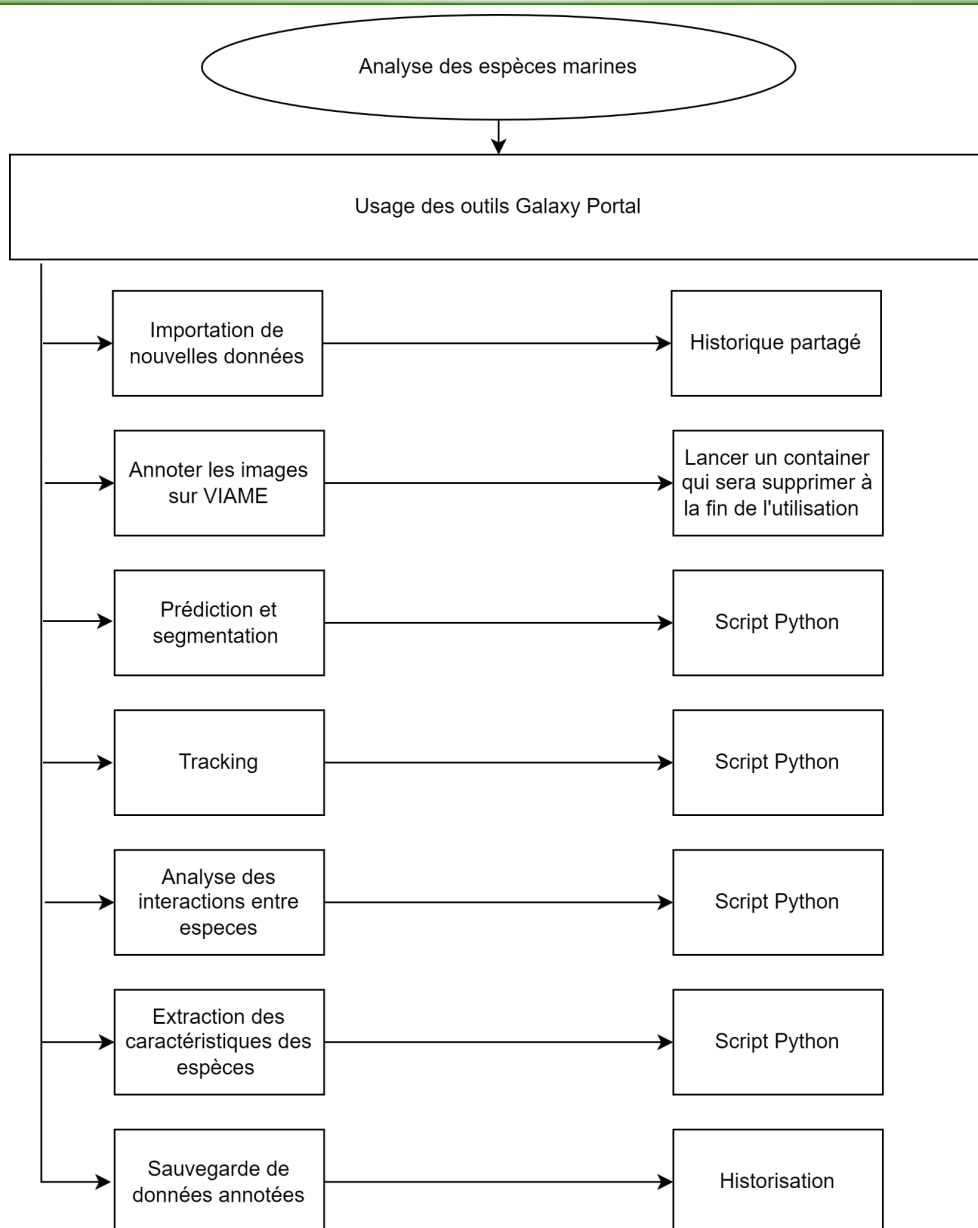 Analyse des espèces marines
Usage des outils Galaxy Portal
Importation de
nouvelles données
Historique partagé
Annoter les images
sur VIAME
Lancer un container
qui sera supprimer à
la fin de l'utilisation
Prédiction et
segmentation
Script Python
Tracking
Script Python
Analyse des
interactions entre
especes
Script Python
Extraction des
caractéristiques des
espèces
Script Python
Sauvegarde de
données annotées
Historisation